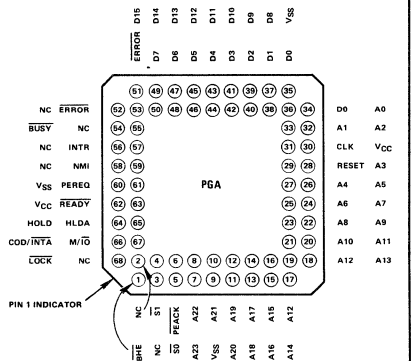 D15 D14 D13 D12 D11 D10 D9 D8 VSS
ERROR D7 D6 D5 D4 D3 D2 D1 D0
51 49 47 45 43 41 39 37 35
NC ERROR 52 53 50 48 46 44 42 40 38 36 34 D0 A0
BUSY NC 54 55 33 32 A1 A2
NC INTR 56 57 31 30 CLK VCC
NC NMI 58 59 29 28 RESET A3
VSS PEREQ 60 61 PGA 27 26 A4 A5
VCC READY 62 63 25 24 A6 A7
HOLD HLDA 64 65 23 22 A8 A9
COD/INTA M/IO 66 67 21 20 A10 A11
LOCK NC 68 2 4 6 8 10 12 14 16 19 18 A12 A13
1 3 5 7 9 11 13 15 17
PIN 1 INDICATOR
NC S1 PEACK A22 A21 A19 A17 A15 A12
BHE NC S0 A23 VSS A20 A18 A16 A14